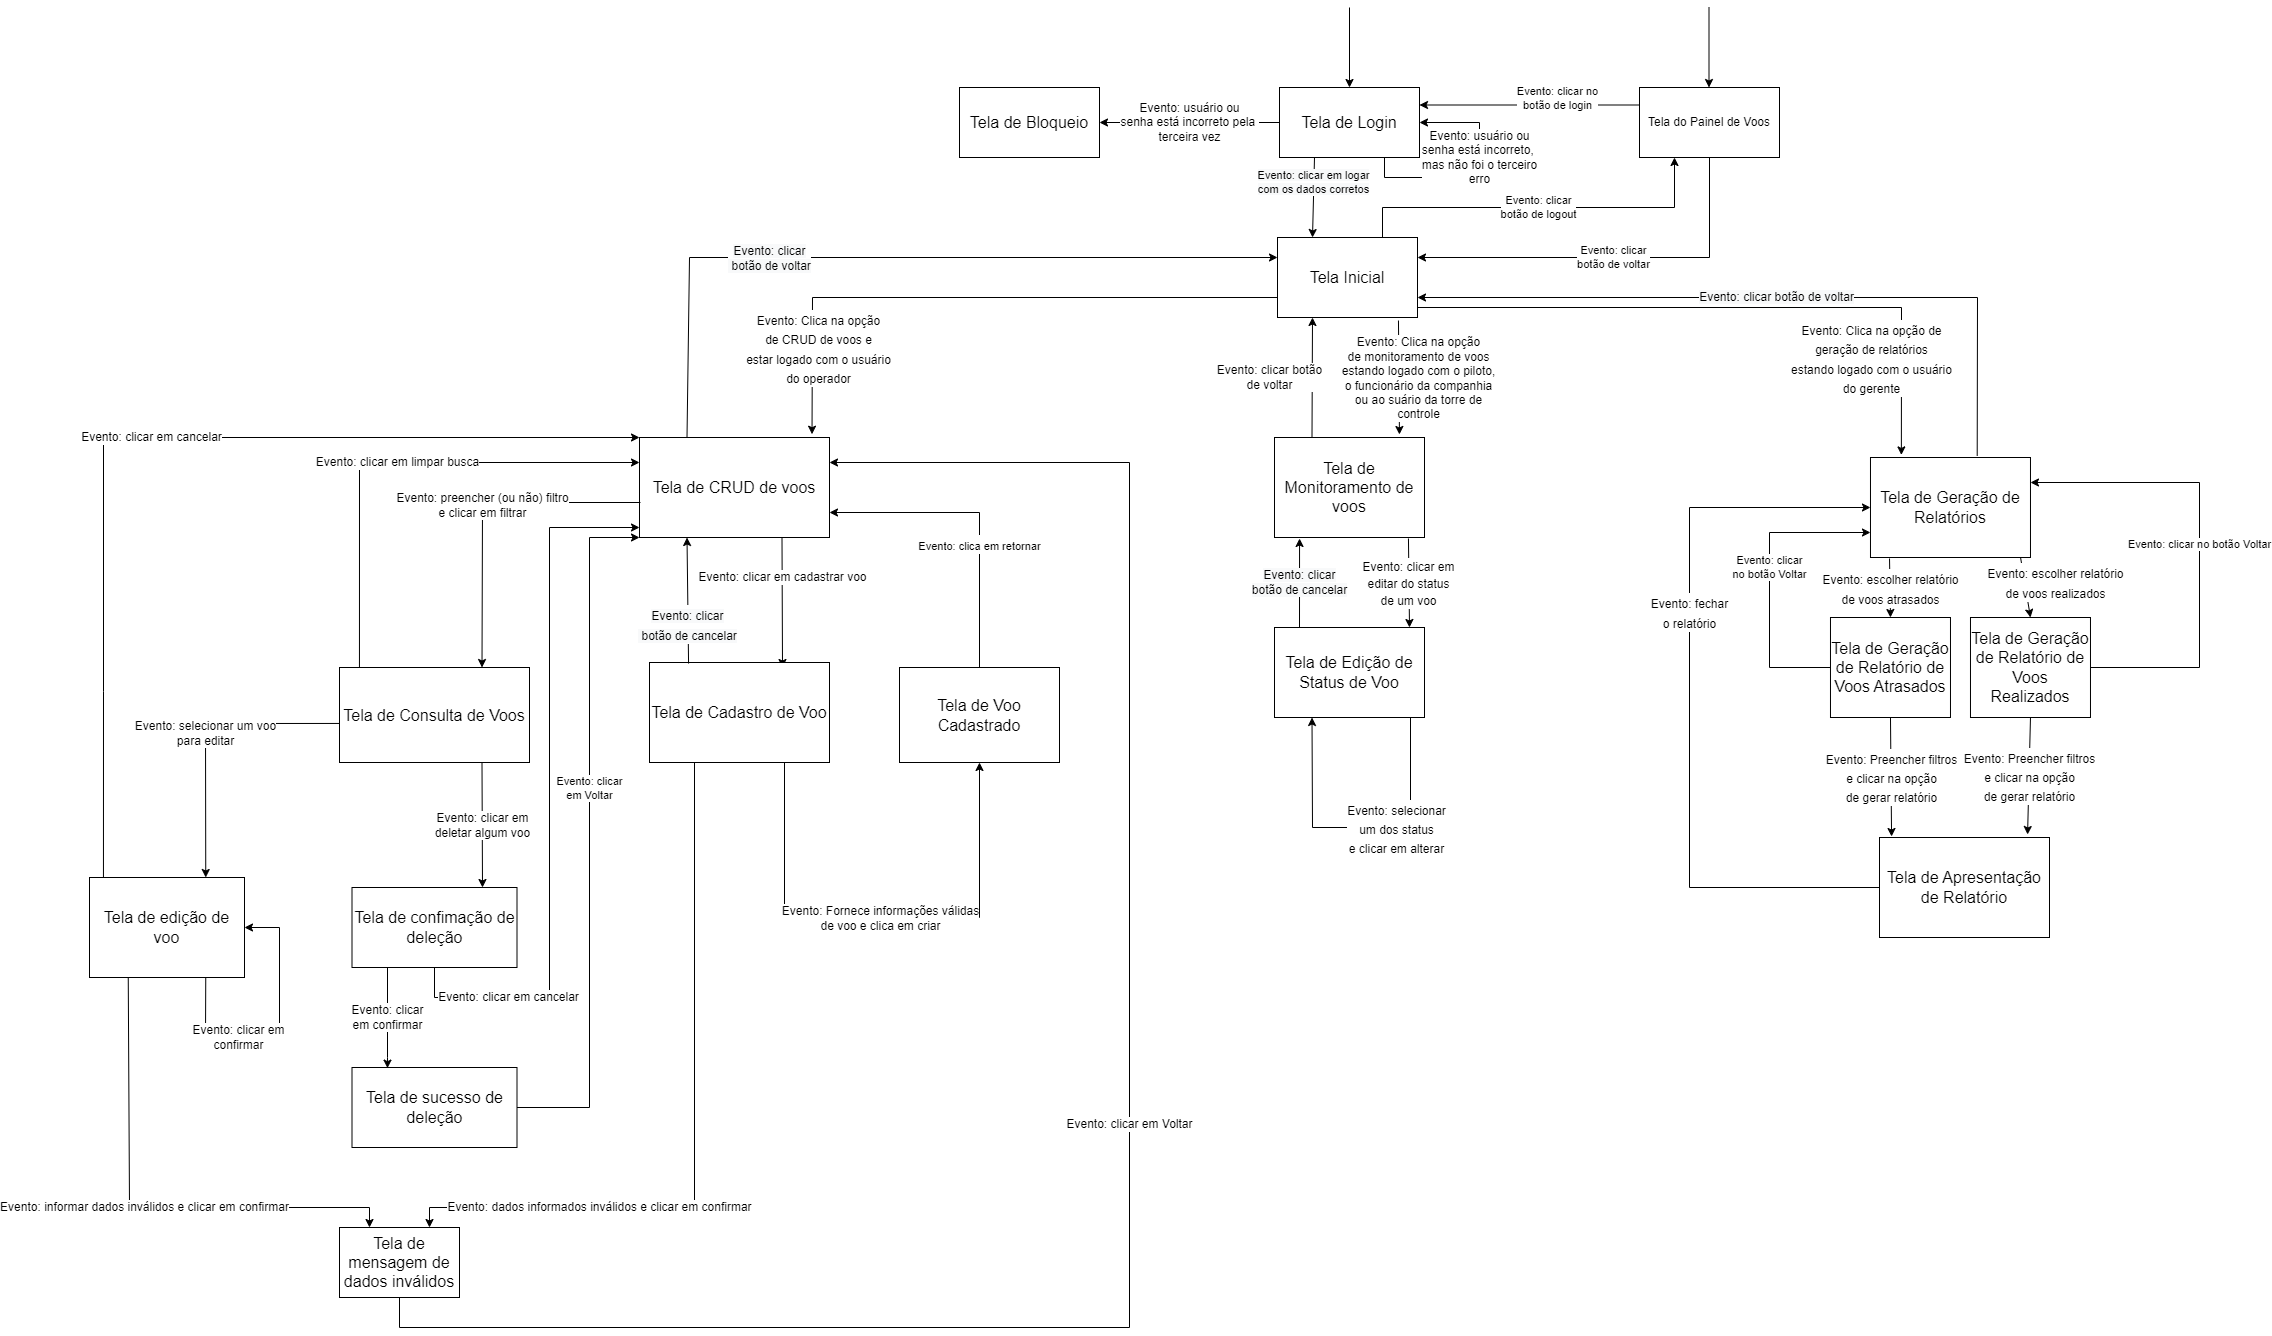 Tela de Bloqueio
Evento: usuário ou
senha está incorreto pela
terceira vez
Tela de Login
Evento: clicar no
botão de login
Tela do Painel de Voos
Evento: usuário ou
senha está incorreto,
mas não foi o terceiro
erro
Evento: clicar em logar
com os dados corretos
Evento: clicar
botão de logout
Evento: clicar
botão de voltar
Tela Inicial
Evento: clicar
botão de voltar
Evento: clicar botão de voltar
Evento: Clica na opção
de CRUD de voos e
estar logado com o usuário
do operador
Evento: clicar botão
de voltar
Evento: Clica na opção
de monitoramento de voos
estando logado com o piloto,
o funcionário da companhia
ou ao suário da torre de
controle
Evento: Clica na opção de
geração de relatórios
estando logado com o usuário
do gerente
Evento: clicar em cancelar
Evento: clicar em limpar busca
Evento: preencher (ou não) filtro
e clicar em filtrar
Tela de CRUD de voos
Tela de
Monitoramento de
voos
Tela de Geração de
Relatórios
Evento: clica em retornar
Evento: clicar em cadastrar voo
Evento: clicar
botão de cancelar
Evento: clicar
botão de cancelar
Evento: clicar em
editar do status
de um voo
Evento: clicar
no botão Voltar
Evento: escolher relatório
de voos atrasados
Evento: escolher relatório
de voos realizados
Evento: clicar no botão Voltar
Evento: fechar
o relatório
Tela de Consulta de Voos
Tela de Cadastro de Voo
Tela de Voo
Cadastrado
Tela de Edição de
Status de Voo
Tela de Geração
de Relatório de
Voos Atrasados
Tela de Geração
de Relatório de
Voos
Realizados
Evento: selecionar um voo
para editar
Evento: clicar em
deletar algum voo
Evento: clicar
em Voltar
Evento: selecionar
um dos status
e clicar em alterar
Evento: Preencher filtros
e clicar na opção
de gerar relatório
Evento: Preencher filtros
e clicar na opção
de gerar relatório
Tela de edição de
voo
Tela de confimação de
deleção
Evento: Fornece informações válidas
de voo e clica em criar
Tela de Apresentação
de Relatório
Evento: clicar em
confirmar
Evento: clicar
em confirmar
Evento: clicar em cancelar
Tela de sucesso de
deleção
Evento: clicar em Voltar
Evento: informar dados inválidos e clicar em confirmar
Evento: dados informados inválidos e clicar em confirmar
Tela de
mensagem de
dados inválidos